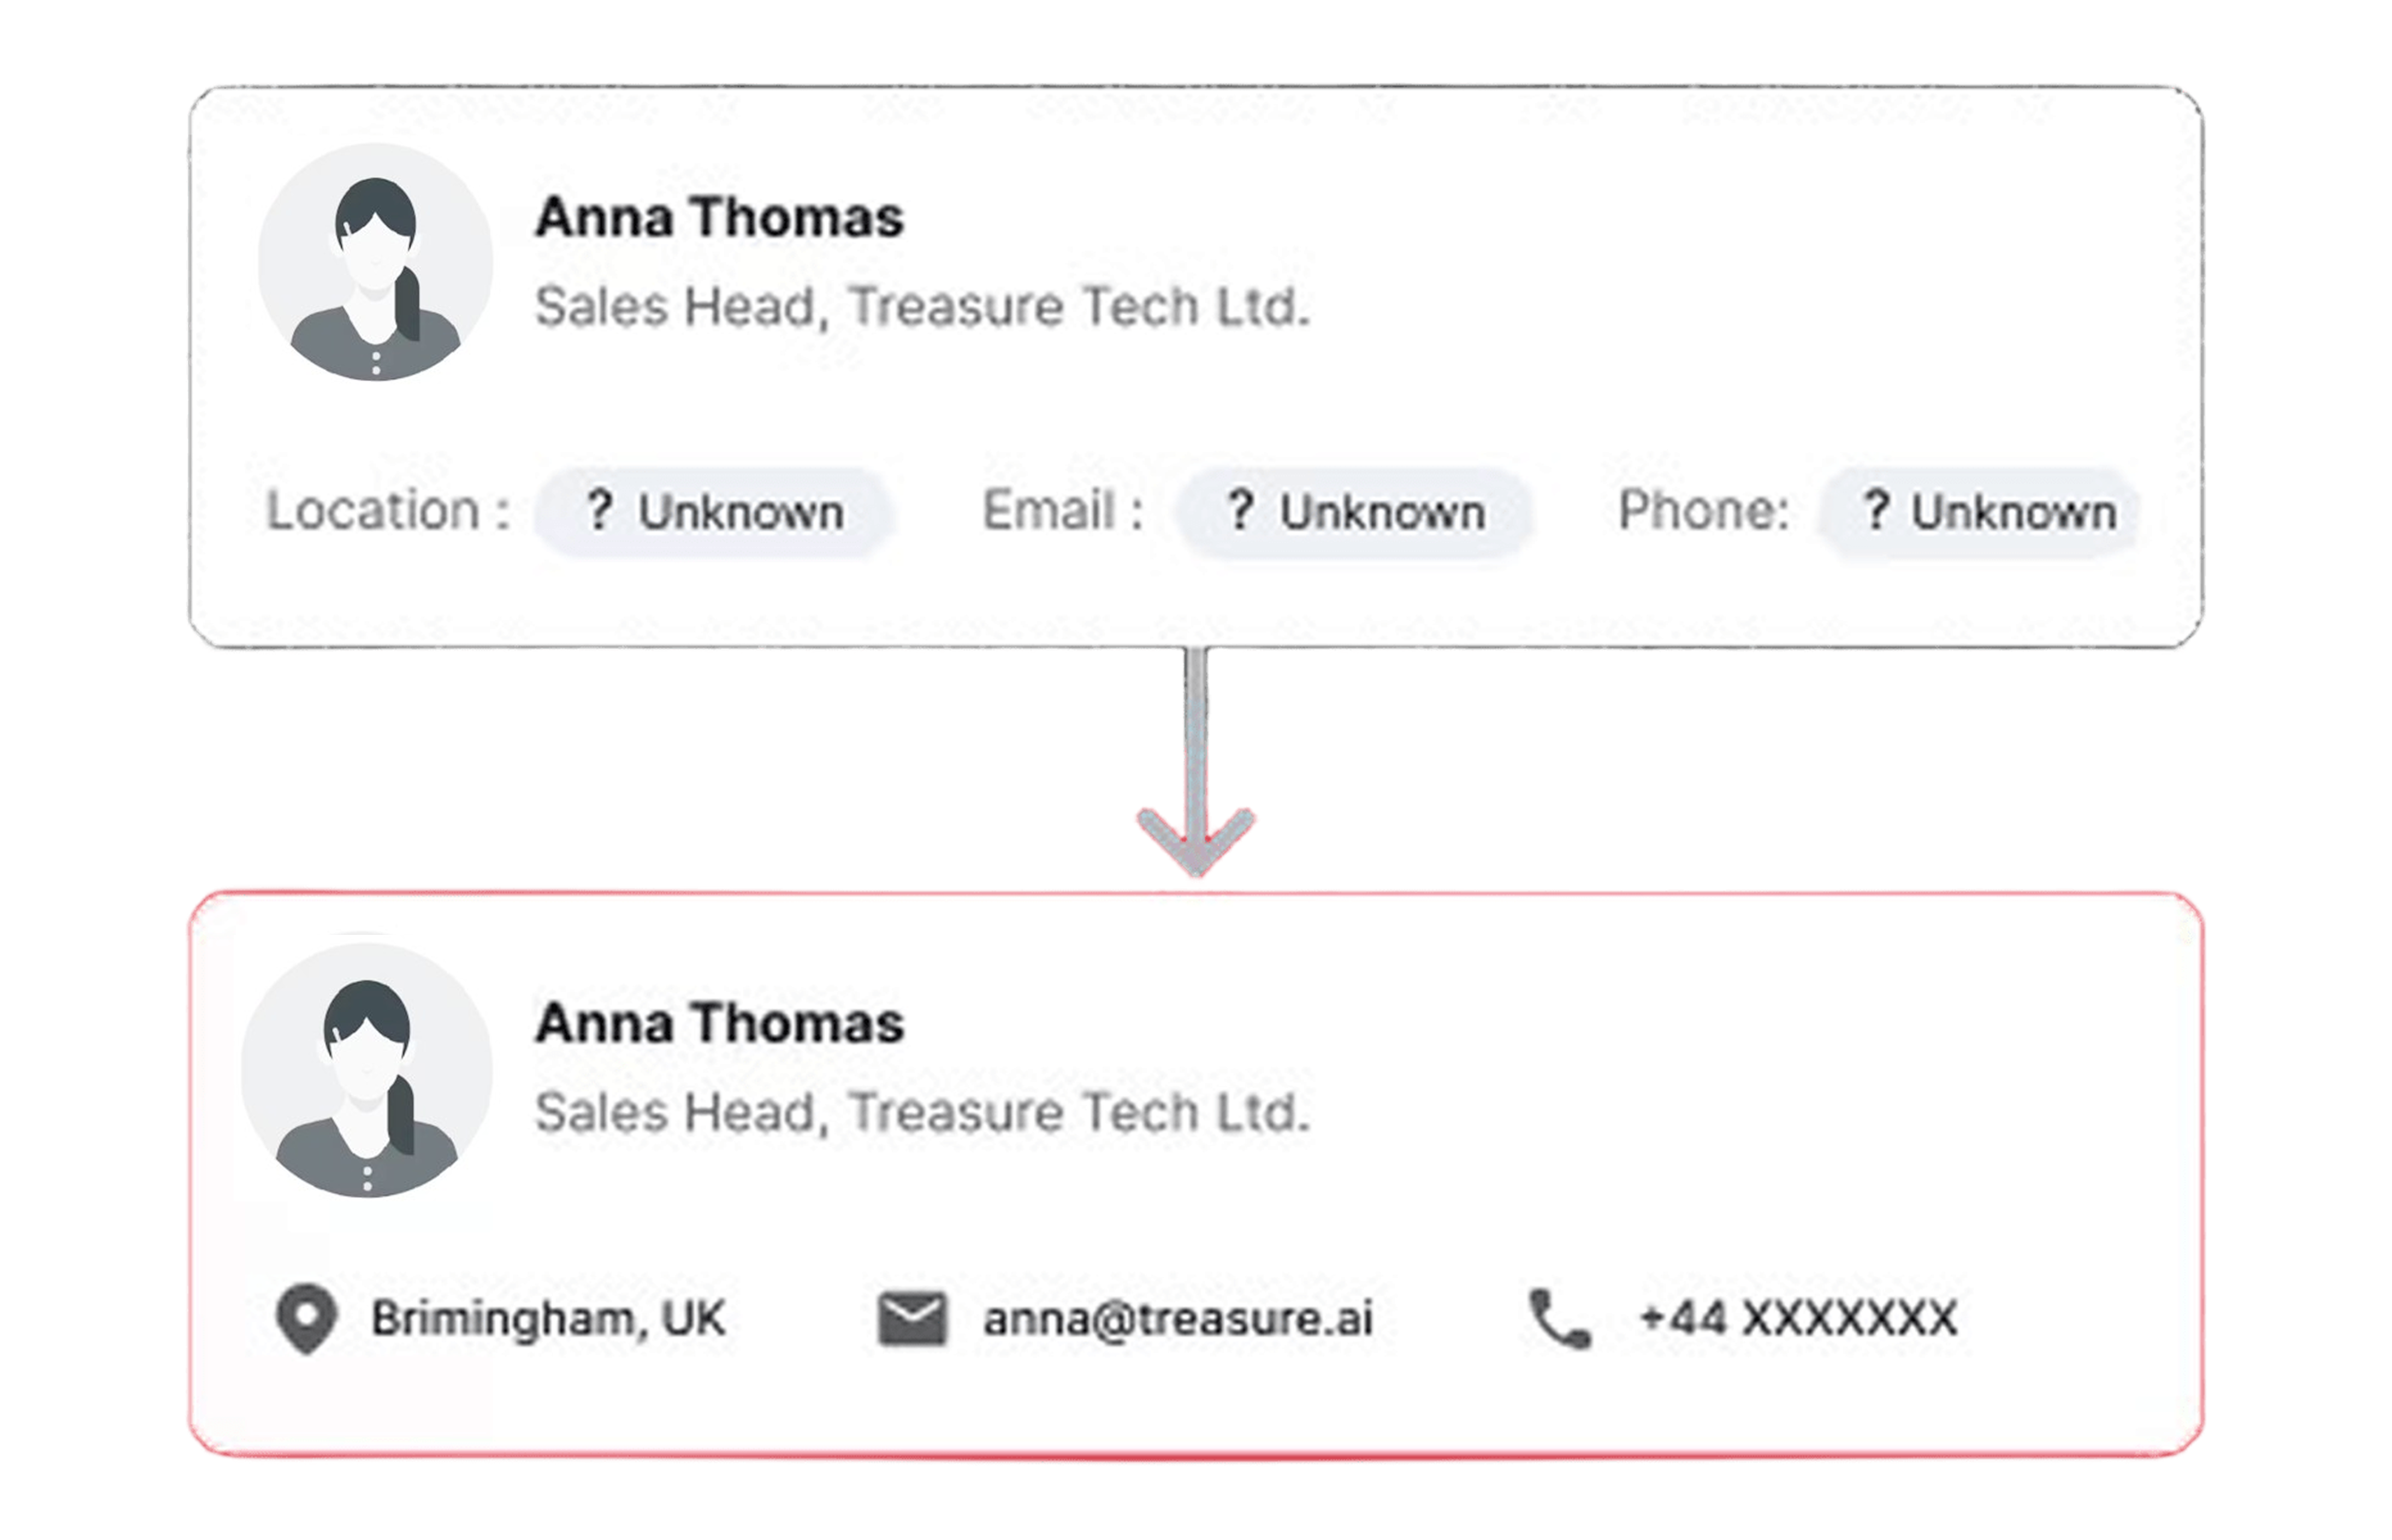 Anna Thomas
Sales Head, Treasure Tech Ltd.
Location : ? Unknown Email : ? Unknown Phone: ? Unknown
Anna Thomas
Sales Head, Treasure Tech Ltd.
Brimingham, UK anna@treasure.ai +44 XXXXXXX